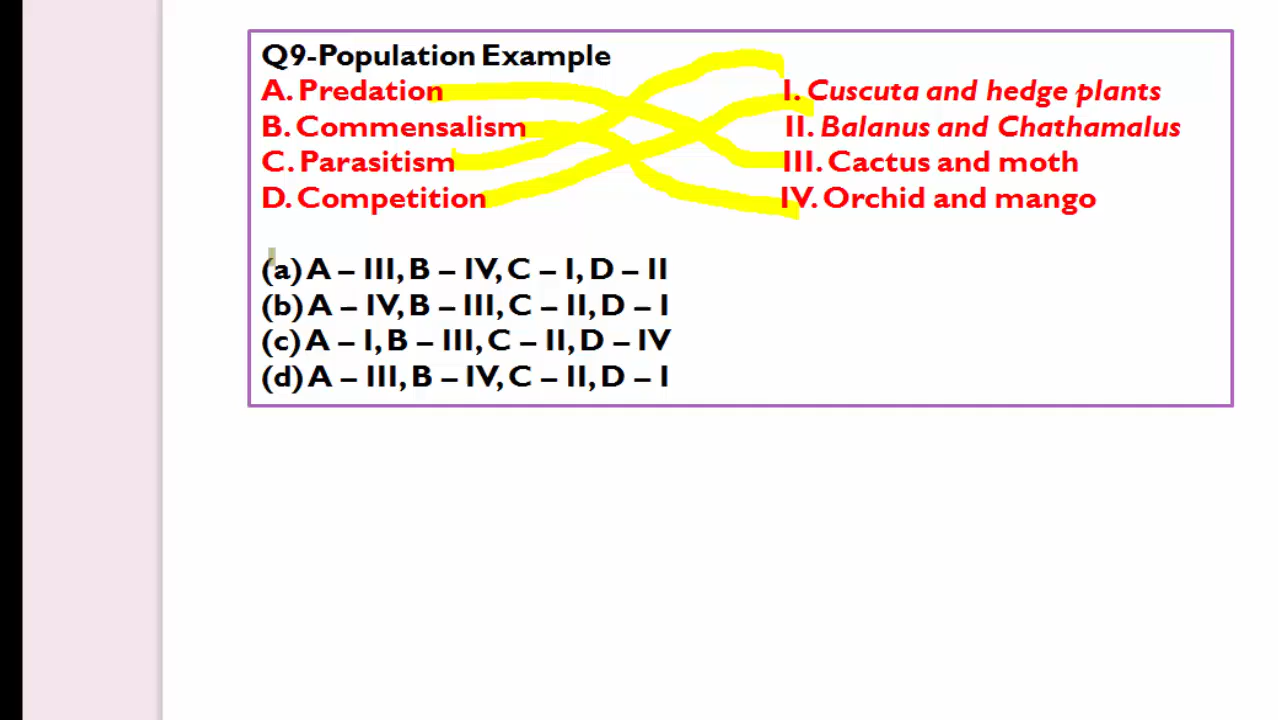 Q9-Population Example
A. Predation I. Cuscuta and hedge plants
B. Commensalism II. Balanus and Chathamalus
C. Parasitism III. Cactus and moth
D. Competition IV. Orchid and mango
(a) A – III, B – IV, C – I, D – II
(b) A – IV, B – III, C – II, D – I
(c) A – I, B – III, C – II, D – IV
(d) A – III, B – IV, C – II, D – I